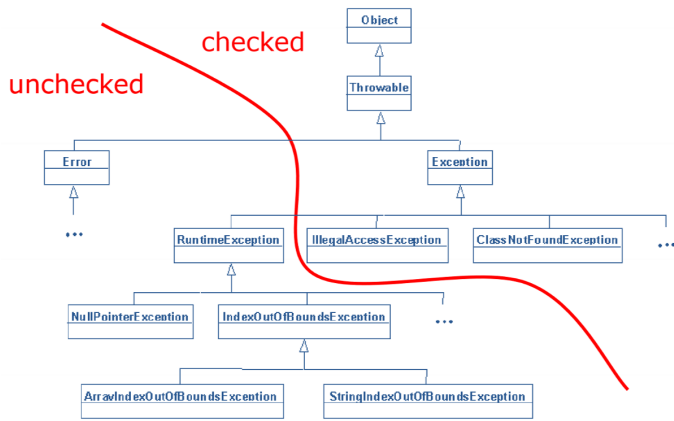 Object
checked
unchecked
Throwable
Error
Exception
...
RuntimeException
IllegalAccessException
ClassNotFoundException
...
NullPointerException
IndexOutOfBoundsException
...
ArrayIndexOutOfBoundsException
StringIndexOutOfBoundsException